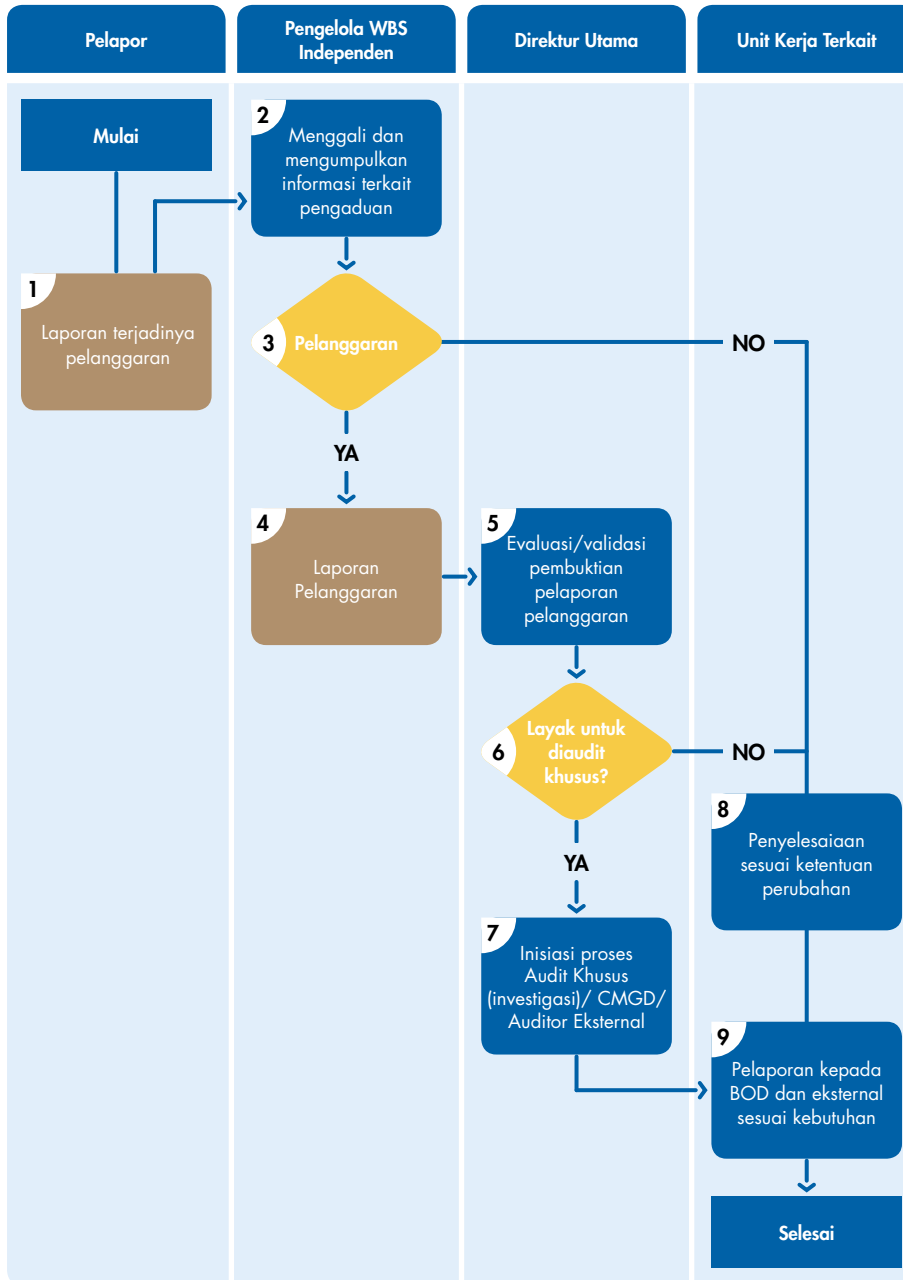 Pelapor
Pengelola WBS
Independen
Direktur Utama
Unit Kerja Terkait
Mulai
2
Menggali dan
mengumpulkan
informasi terkait
pengaduan
1
Laporan terjadinya
pelanggaran
3
Pelanggaran
NO
YA
4
Laporan
Pelanggaran
5
Evaluasi/validasi
pembuktian
pelaporan
pelanggaran
6
Layak untuk
diaudit
khusus?
NO
YA
8
Penyelesaiaan
sesuai ketentuan
perubahan
7
Inisiasi proses
Audit Khusus
(investigasi)/ CMGD/
Auditor Eksternal
9
Pelaporan kepada
BOD dan eksternal
sesuai kebutuhan
Selesai